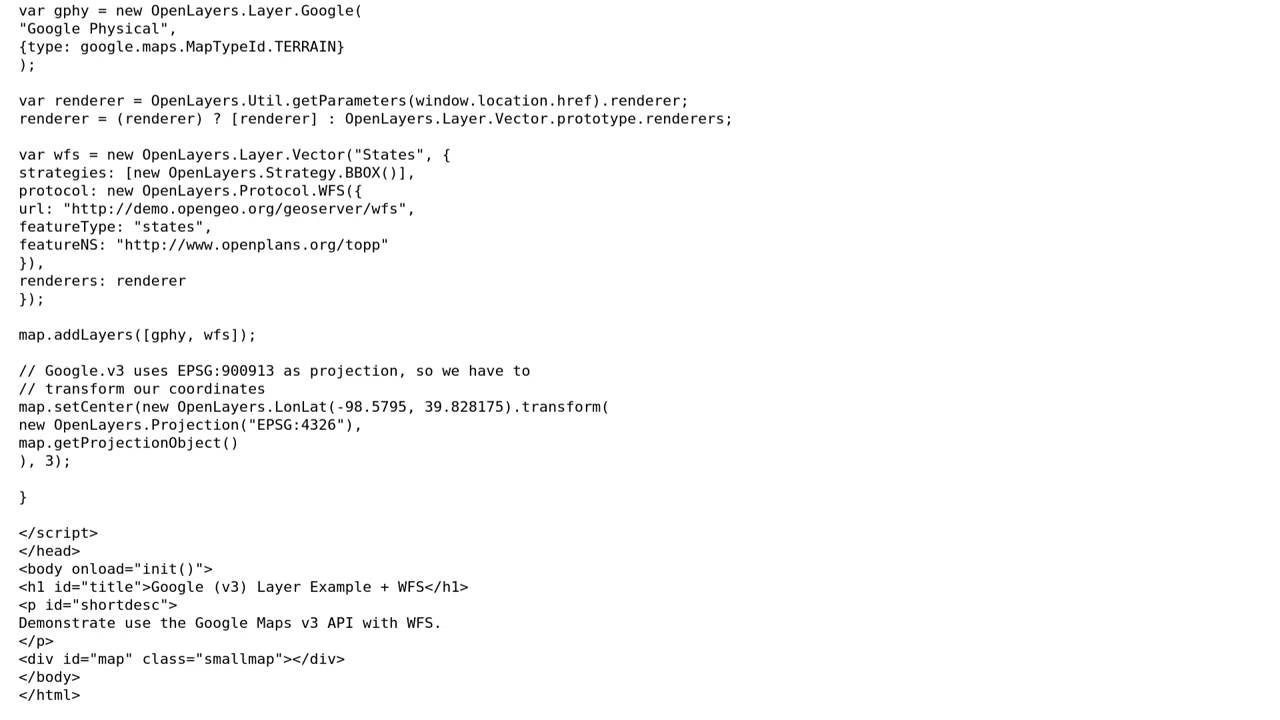 var gphy = new OpenLayers.Layer.Google(
"Google Physical",
{type: google.maps.MapTypeId.TERRAIN}
);

var renderer = OpenLayers.Util.getParameters(window.location.href).renderer;
renderer = (renderer) ? [renderer] : OpenLayers.Layer.Vector.prototype.renderers;

var wfs = new OpenLayers.Layer.Vector("States", {
strategies: [new OpenLayers.Strategy.BBOX()],
protocol: new OpenLayers.Protocol.WFS({
url: "http://demo.opengeo.org/geoserver/wfs",
featureType: "states",
featureNS: "http://www.openplans.org/topp"
}),
renderers: renderer
});

map.addLayers([gphy, wfs]);

// Google.v3 uses EPSG:900913 as projection, so we have to
// transform our coordinates
map.setCenter(new OpenLayers.LonLat(-98.5795, 39.828175).transform(
new OpenLayers.Projection("EPSG:4326"),
map.getProjectionObject()
), 3);

}

</script>
</head>
<body onload="init()">
<h1 id="title">Google (v3) Layer Example + WFS</h1>
<p id="shortdesc">
Demonstrate use the Google Maps v3 API with WFS.
</p>
<div id="map" class="smallmap"></div>
</body>
</html>